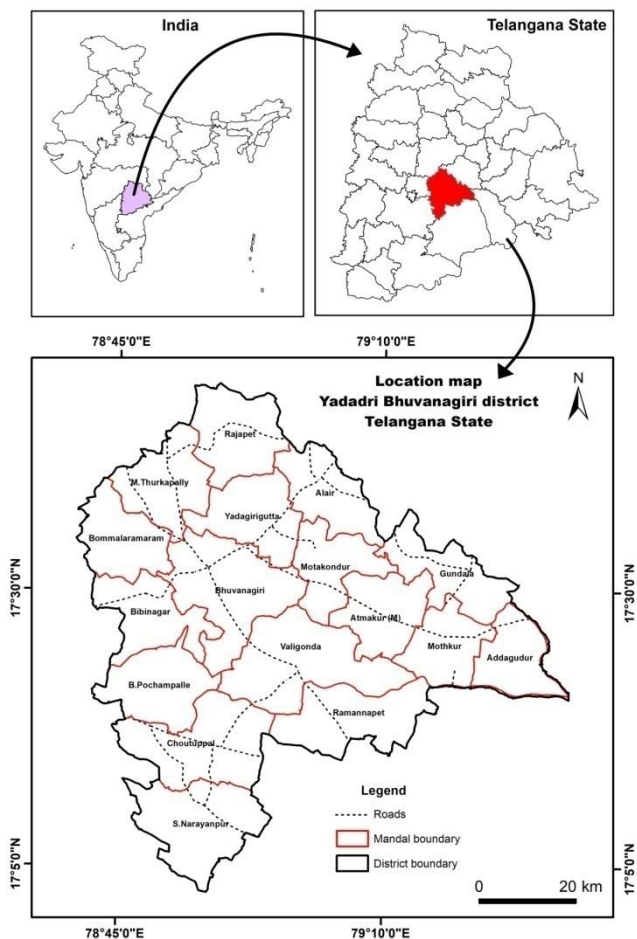 India
Telangana State
78°45'0"E
79°10'0"E
Location map
Yadadri Bhuvanagiri district
Telangana State
N
Rajapet
M.Thurkapally
Alair
Yadagirigutta
Bommalaramaram
Motakondur
Gundala
17°30'0"N
17°30'0"N
Bhuvanagiri
Bibinagar
Atmakur (M)
Mothkur
Valigonda
Addagudur
B.Pochampalle
Ramannapet
Choutuppal
S.Narayanpur
Legend
Roads
Mandal boundary
District boundary
17°5'0"N
17°5'0"N
0 20 km
78°45'0"E
79°10'0"E